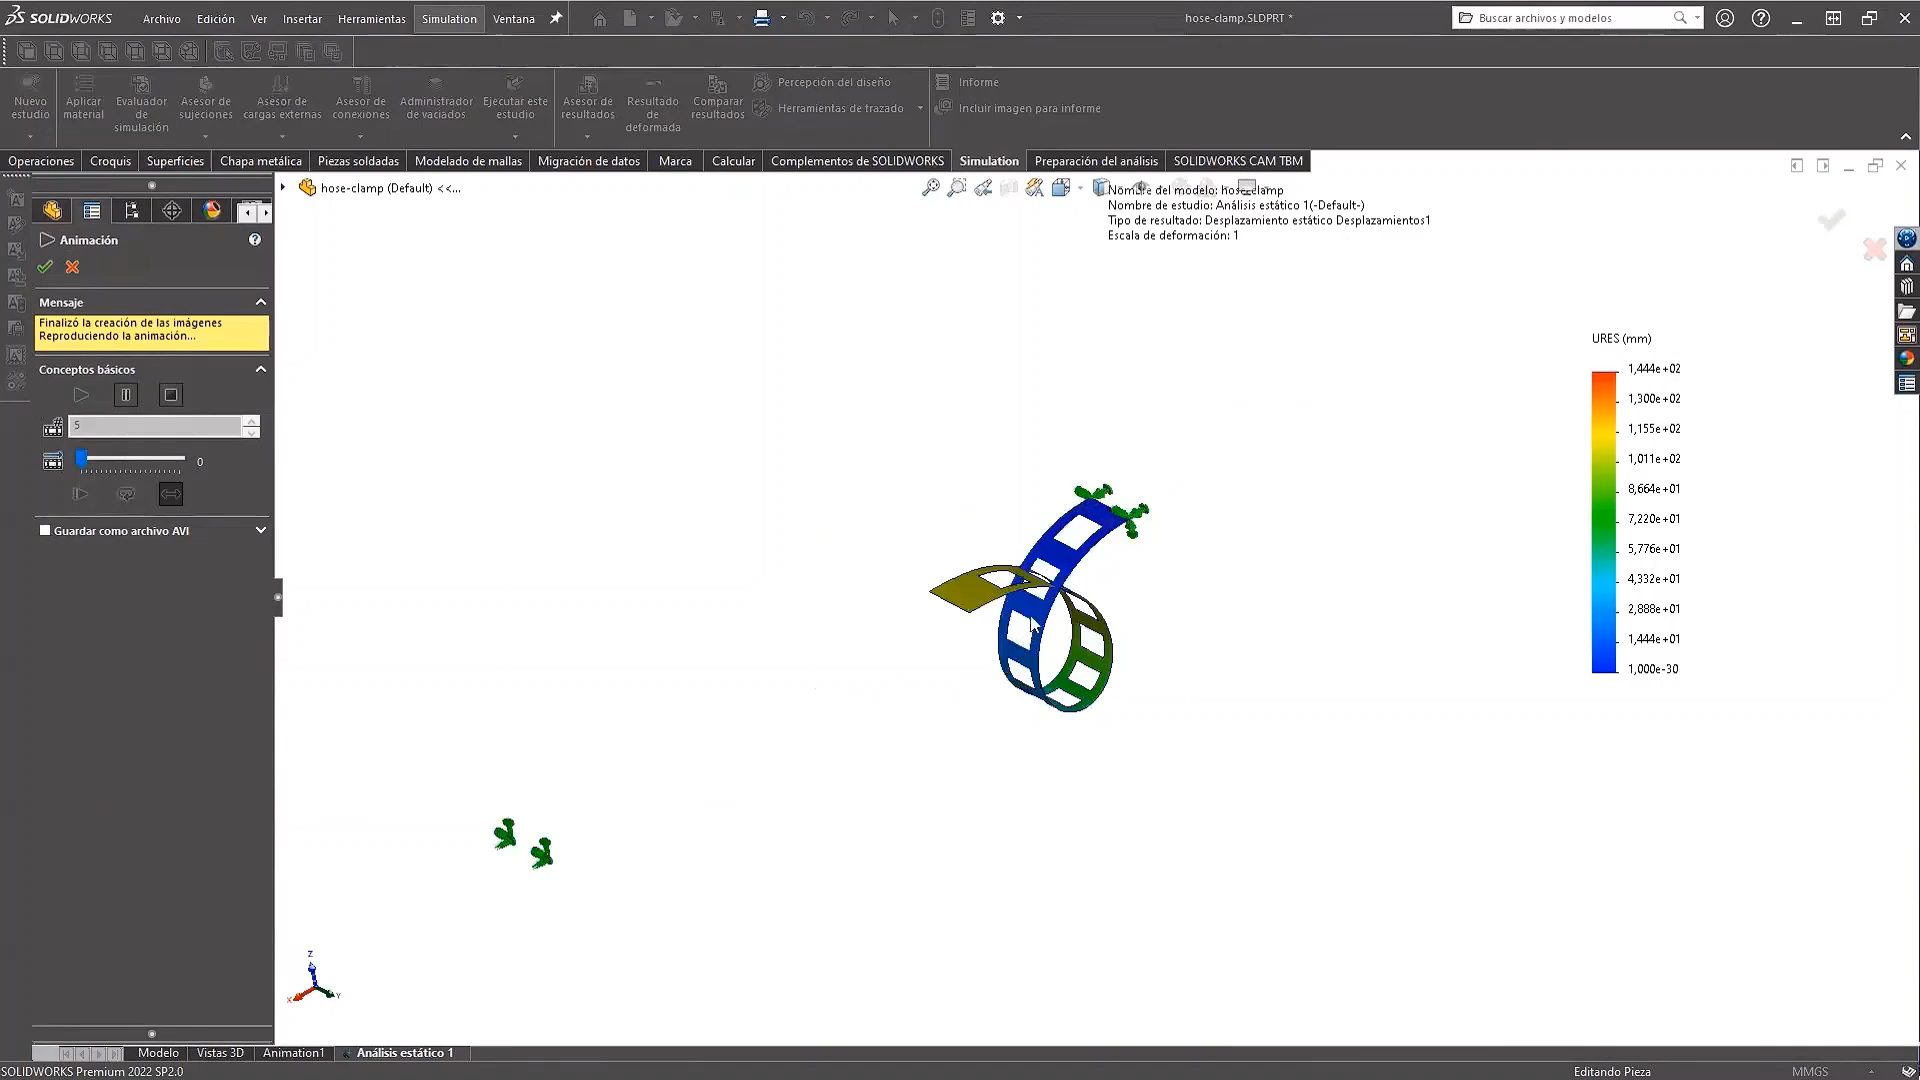 SOLIDWORKS
Archivo
Edición
Ver
Insertar
Herramientas
Simulation
Ventana
hose-clamp.SLDPRT *
Buscar archivos y modelos
Nuevo estudio
Aplicar material
Evaluador de simulación
Asesor de sujeciones
Asesor de cargas externas
Asesor de conexiones
Administrador de vaciados
Ejecutar este estudio
Asesor de resultados
Resultado de deformada
Comparar resultados
Percepción del diseño
Herramientas de trazado
Informe
Incluir imagen para informe
Operaciones
Croquis
Superficies
Chapa metálica
Piezas soldadas
Modelado de mallas
Migración de datos
Marca
Calcular
Complementos de SOLIDWORKS
Simulation
Preparación del análisis
SOLIDWORKS CAM TBM
hose-clamp (Default) <<...
Nombre del modelo: hose-clamp
Nombre de estudio: Análisis estático 1(-Default-)
Tipo de resultado: Desplazamiento estático Desplazamientos1
Escala de deformación: 1
Animación
Mensaje
Finalizó la creación de las imágenes
Reproduciendo la animación...
Conceptos básicos
5
0
Guardar como archivo AVI
URES (mm)
1,444e+02
1,300e+02
1,155e+02
1,011e+02
8,664e+01
7,220e+01
5,776e+01
4,332e+01
2,888e+01
1,444e+01
1,000e-30
Z
X
Y
Modelo
Vistas 3D
Animation1
Análisis estático 1
SOLIDWORKS Premium 2022 SP2.0
Editando Pieza
MMGS